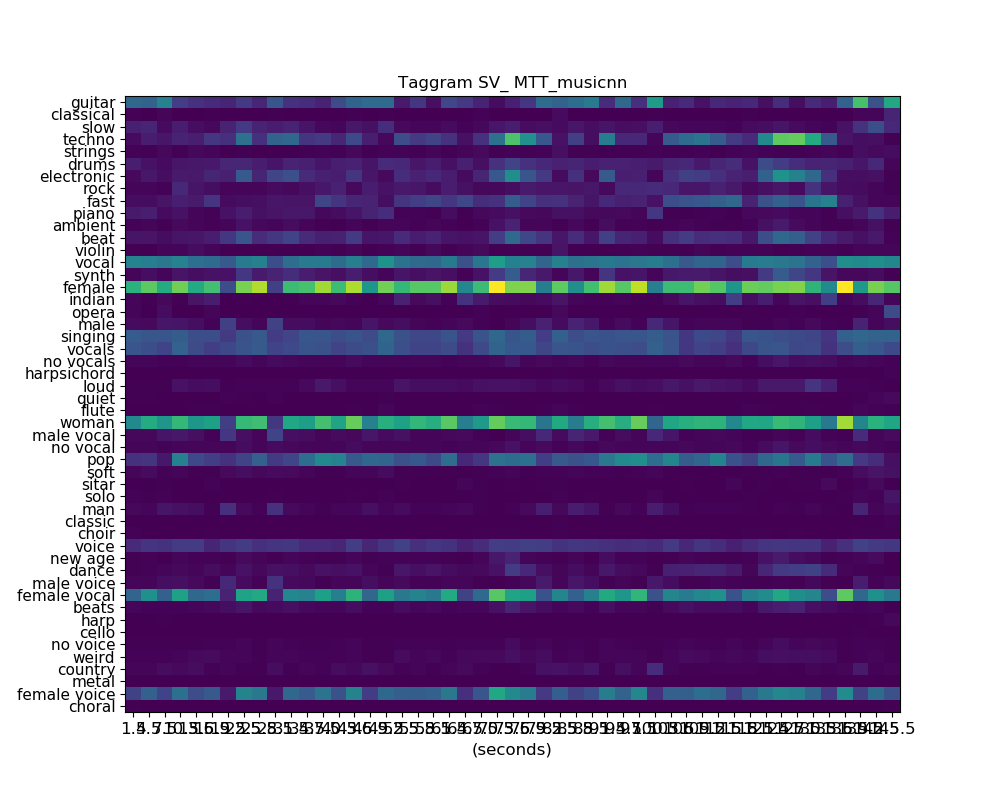 Taggram SV_ MTT_musicnn
guitar
classical
slow
techno
strings
drums
electronic
rock
fast
piano
ambient
beat
violin
vocal
synth
female
indian
opera
male
singing
vocals
no vocals
harpsichord
loud
quiet
flute
woman
male vocal
no vocal
pop
soft
sitar
solo
man
classic
choir
voice
new age
dance
male voice
female vocal
beats
harp
cello
no voice
weird
country
metal
female voice
choral
(seconds)